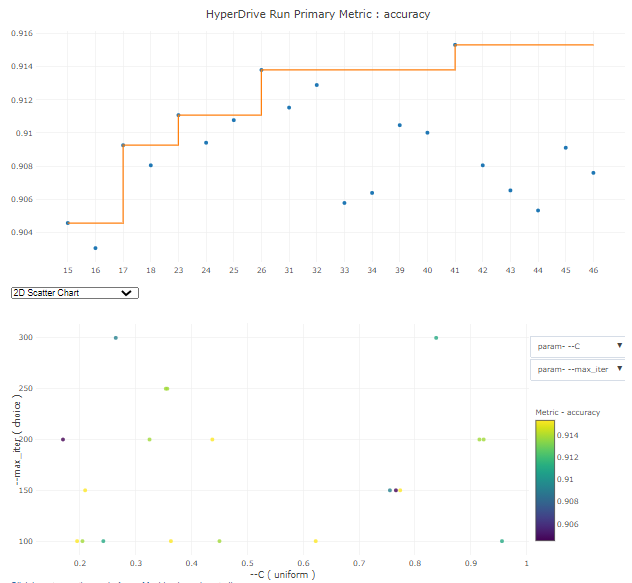 HyperDrive Run Primary Metric : accuracy
0.916
0.914
0.912
0.91
0.908
0.906
0.904
15 16 17 18 23 24 25 26 31 32 33 34 39 40 41 42 43 44 45 46
2D Scatter Chart
300
250
200
150
100
--max_iter ( choice )
0.2 0.3 0.4 0.5 0.6 0.7 0.8 0.9 1
--C ( uniform )
param- --C
param- --max_iter
Metric - accuracy
0.914
0.912
0.91
0.908
0.906